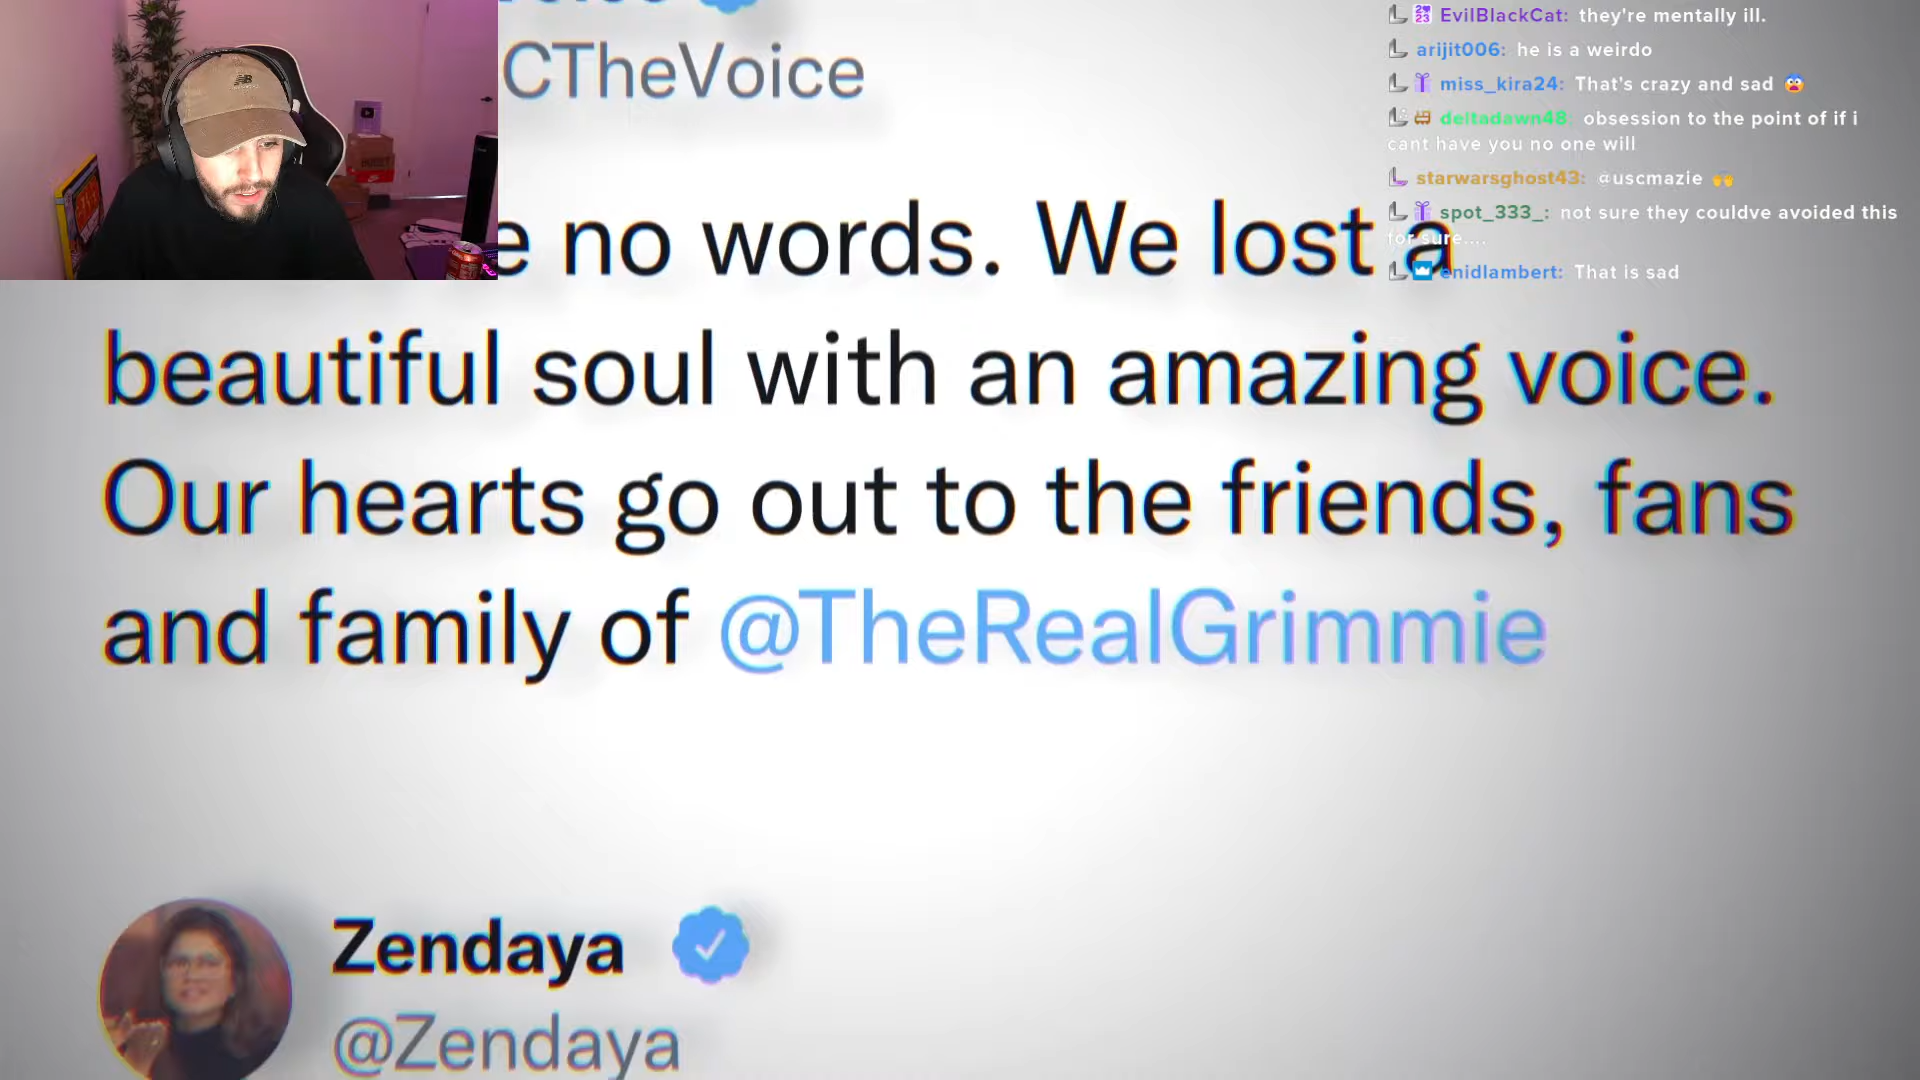 CTheVoice
e no words. We lost a
beautiful soul with an amazing voice.
Our hearts go out to the friends, fans
and family of @TheRealGrimmie
Zendaya
@Zendaya
EvilBlackCat: they're mentally ill.
arijit006: he is a weirdo
miss_kira24: That's crazy and sad 😨
deltadawn48: obsession to the point of if i
cant have you no one will
starwarsghost43: @uscmazie 🙌
spot_333_: not sure they couldve avoided this
for sure....
enidlambert: That is sad